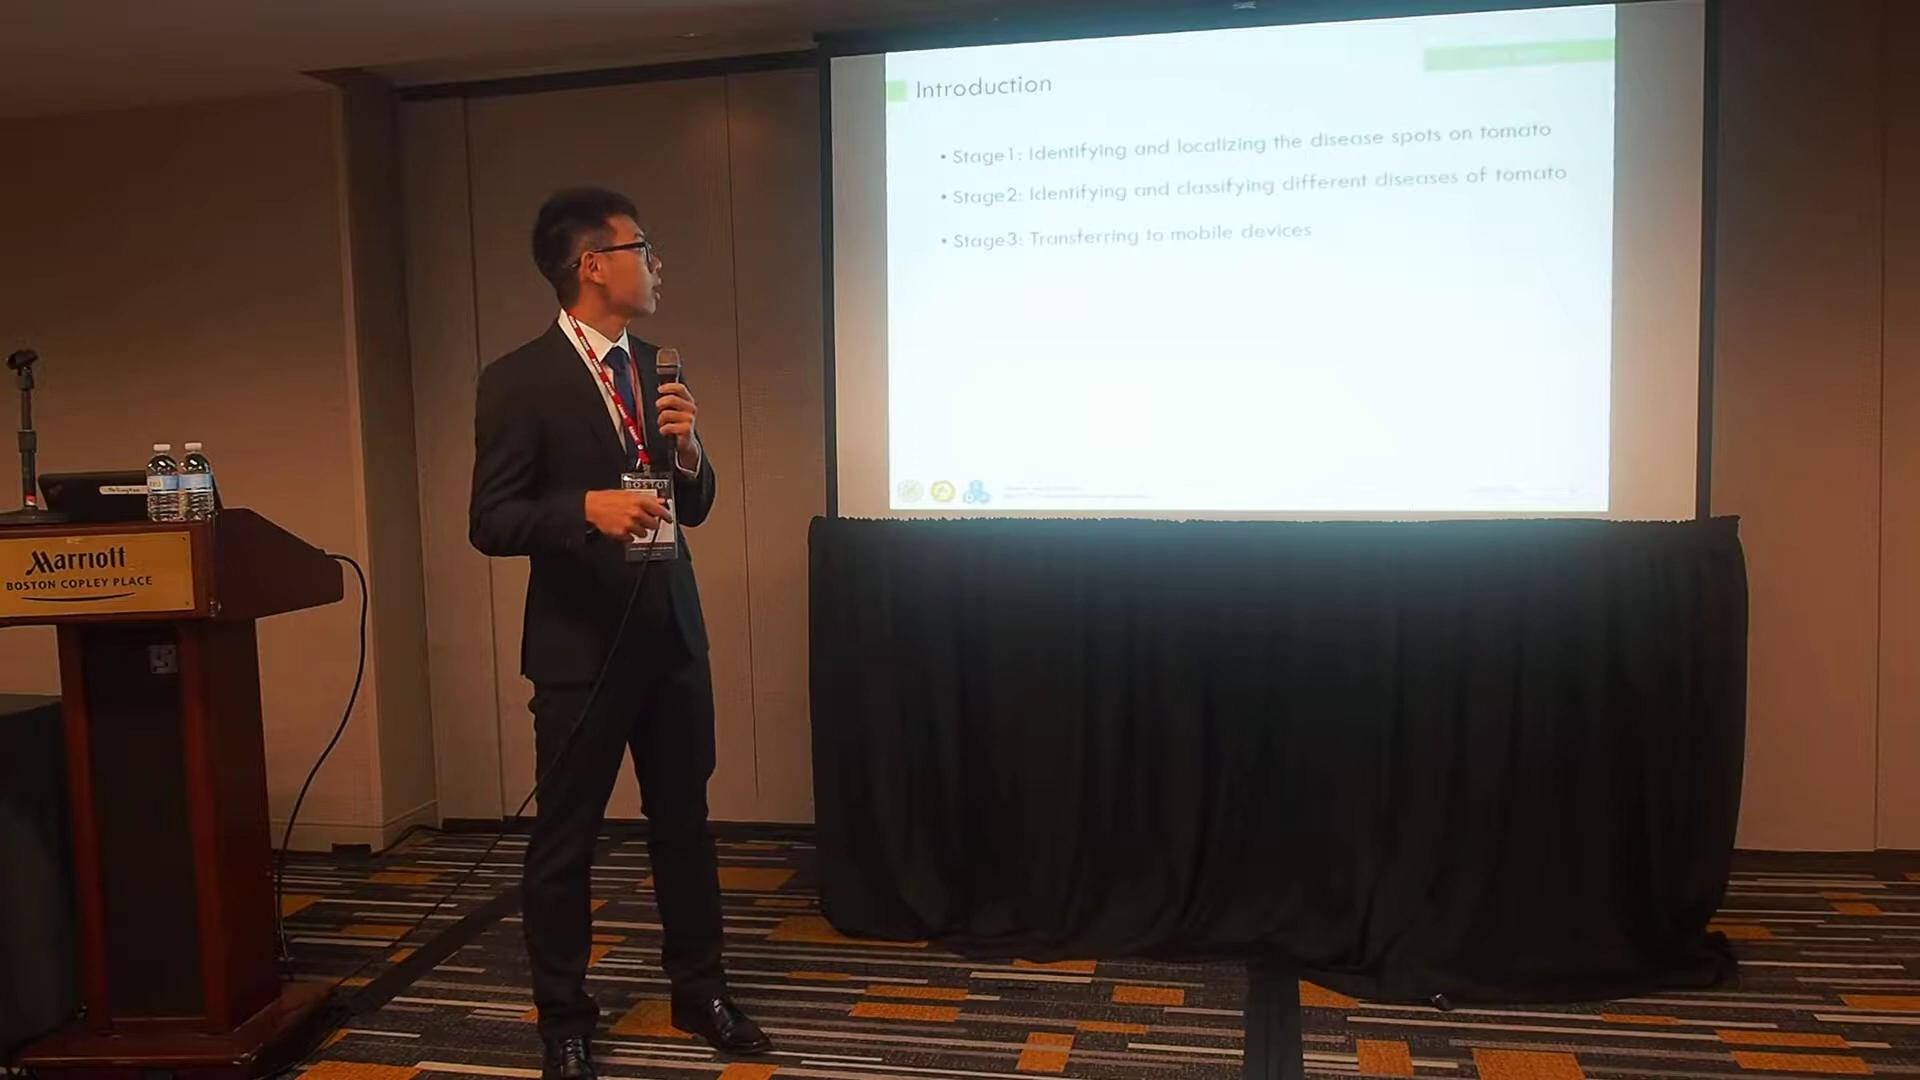 Introduction
• Stage1: Identifying and localizing the disease spots on tomato
• Stage2: Identifying and classifying different diseases of tomato
• Stage3: Transferring to mobile devices
BOSTON
Marriott
BOSTON COPLEY PLACE